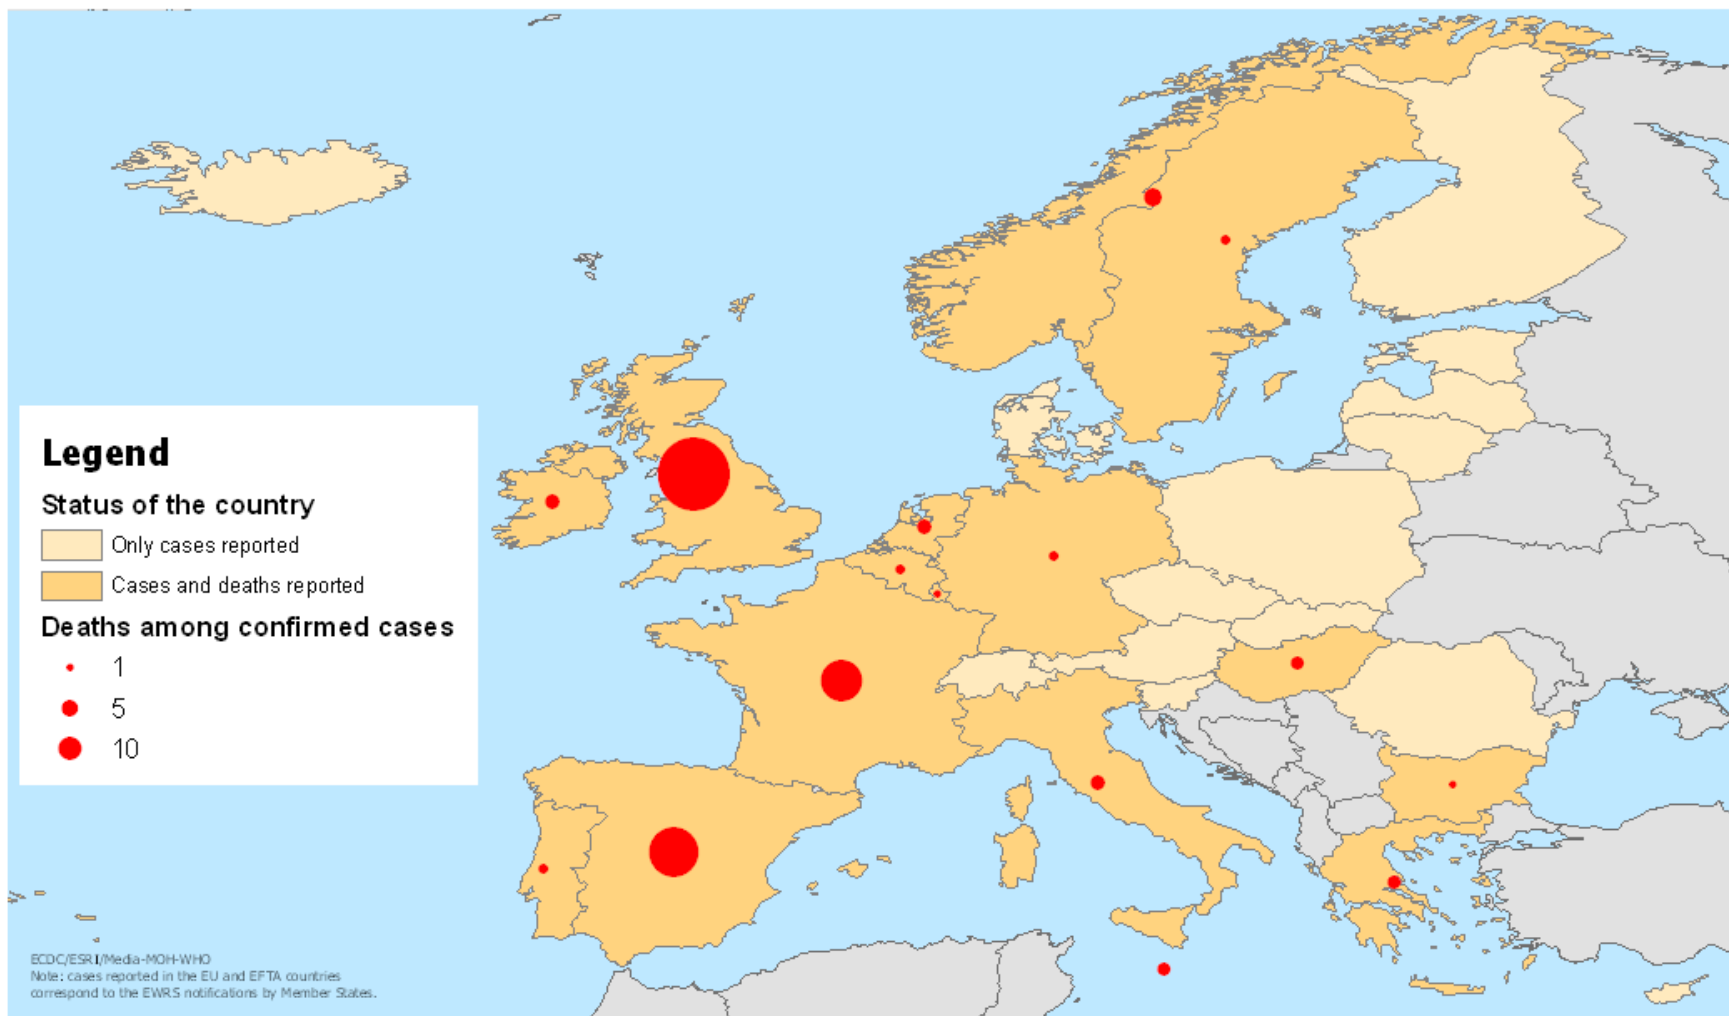 Legend
Status of the country
Only cases reported
Cases and deaths reported
Deaths among confirmed cases
1
5
10
ECDC/ESRI/Media-MOH-WHO
Note: cases reported in the EU and EFTA countries
correspond to the EWRS notifications by Member States.